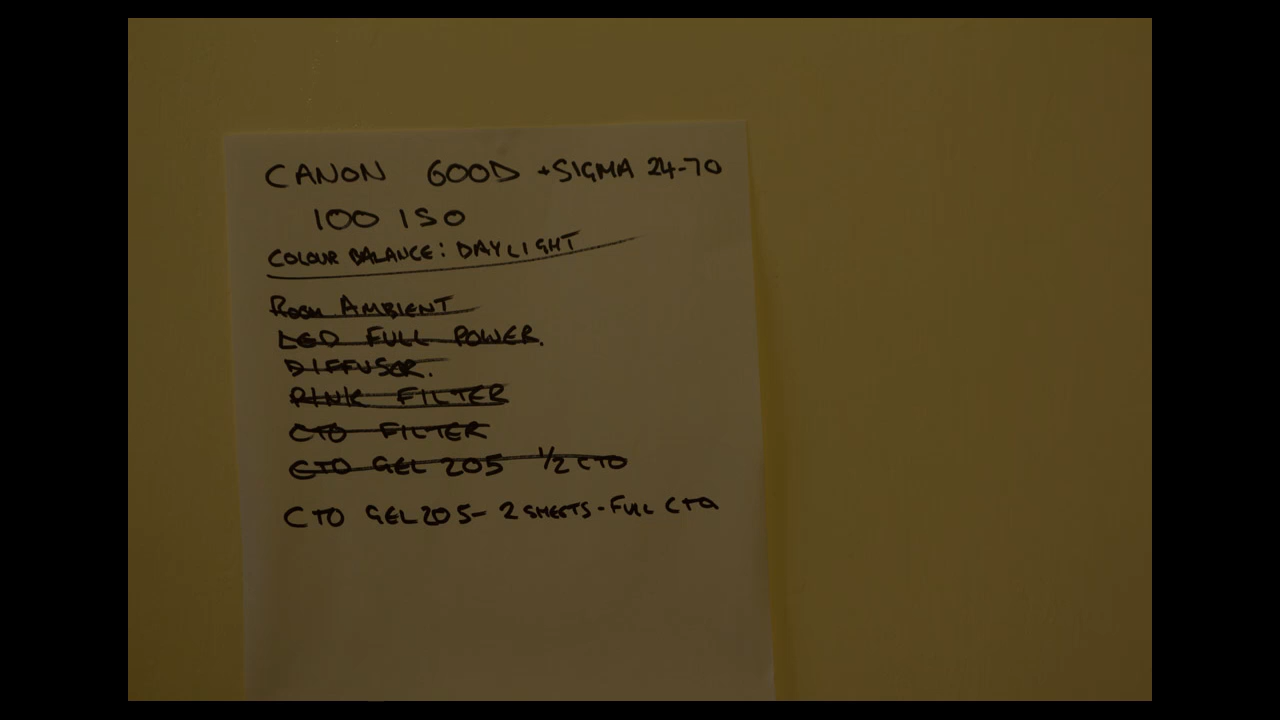 CANON 600D + SIGMA 24-70
100 ISO
COLOUR BALANCE: DAYLIGHT
ROOM AMBIENT
LED FULL POWER.
DIFFUSOR.
PINK FILTER
CTO FILTER
CTO GEL 205 1/2 CTO
CTO GEL 205- 2 SHEETS - FULL CTO